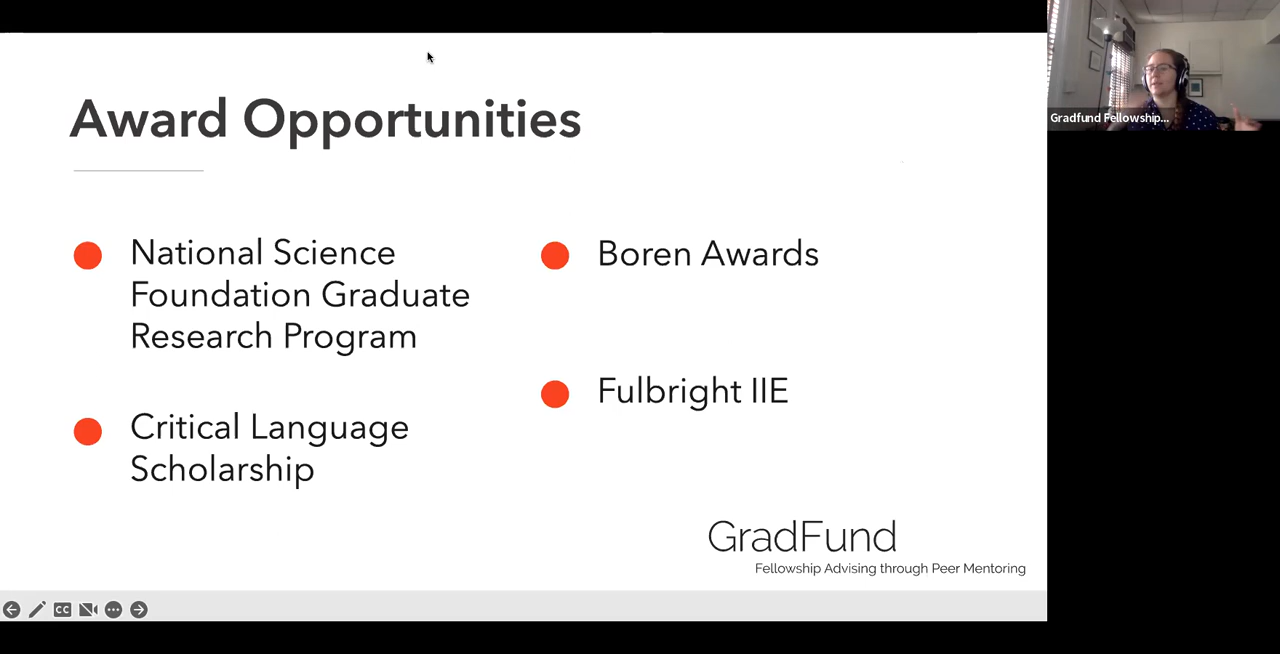 Award Opportunities
National Science
Foundation Graduate
Research Program
Critical Language
Scholarship
Boren Awards
Fulbright IIE
GradFund
Fellowship Advising through Peer Mentoring
CC
Gradfund Fellowship...